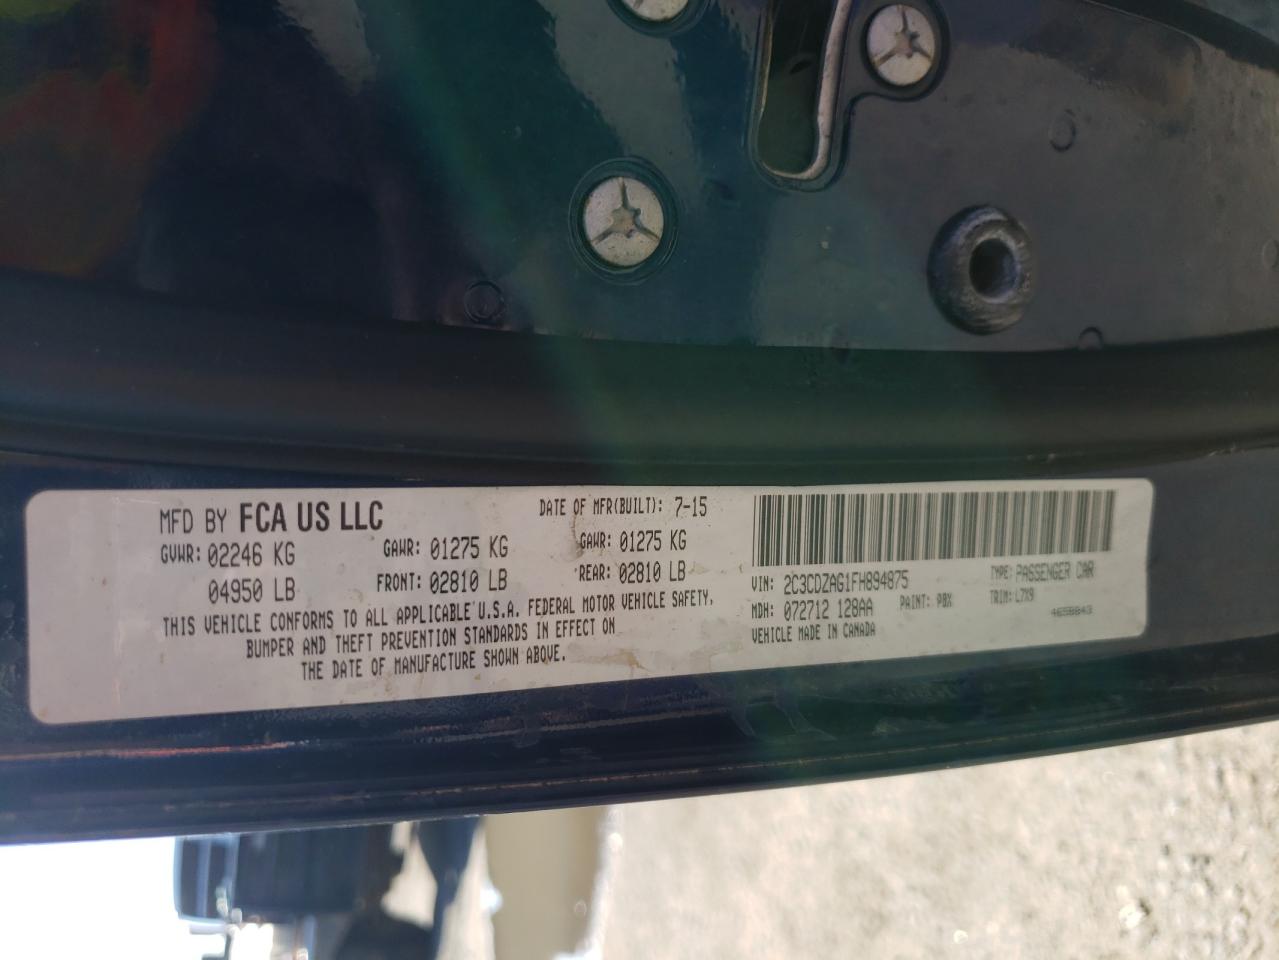 MFD BY FCA US LLC
DATE OF MFR(BUILT): 7-15
GVWR: 02246 KG
GAWR: 01275 KG
GAWR: 01275 KG
04950 LB
FRONT: 02810 LB
REAR: 02810 LB
THIS VEHICLE CONFORMS TO ALL APPLICABLE U.S.A. FEDERAL MOTOR VEHICLE SAFETY,
BUMPER AND THEFT PREVENTION STANDARDS IN EFFECT ON
THE DATE OF MANUFACTURE SHOWN ABOVE.
VIN: 2C3CDZAG1FH894875
TYPE: PASSENGER CAR
MDH: 072712 128AA
PAINT: PBX
TRIM: L7X9
VEHICLE MADE IN CANADA